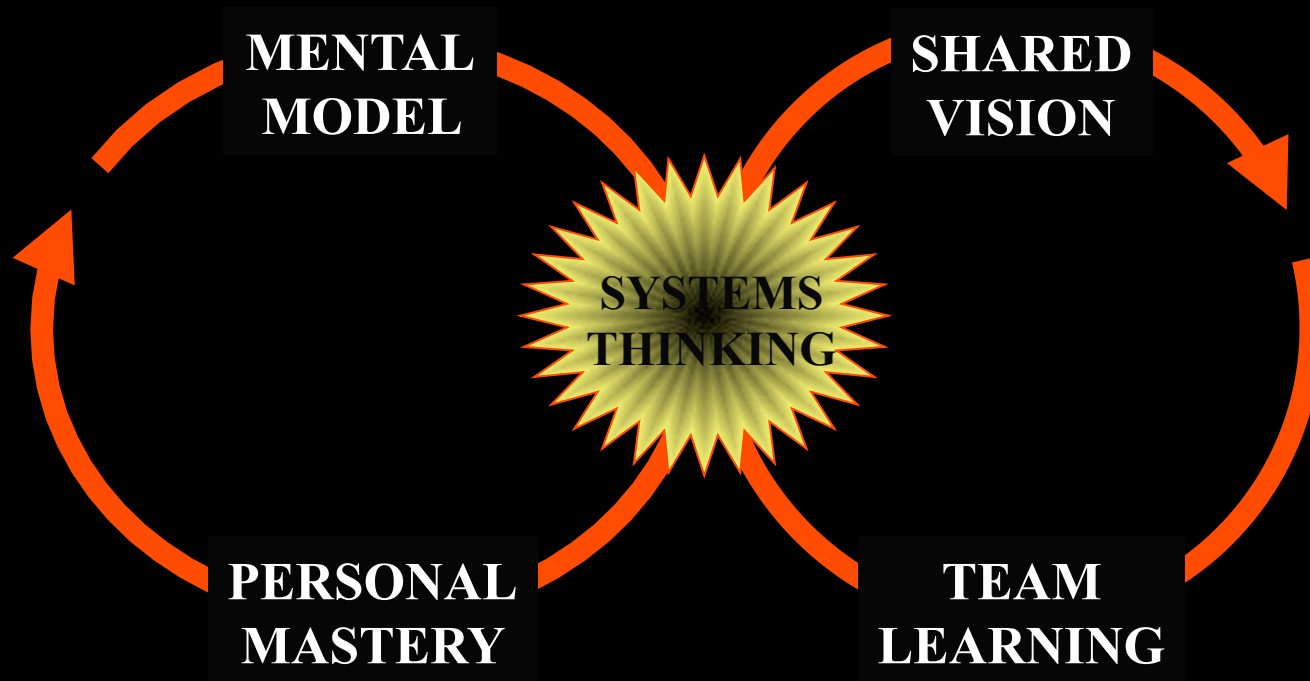 MENTAL
MODEL
SHARED
VISION
SYSTEMS
THINKING
PERSONAL
MASTERY
TEAM
LEARNING